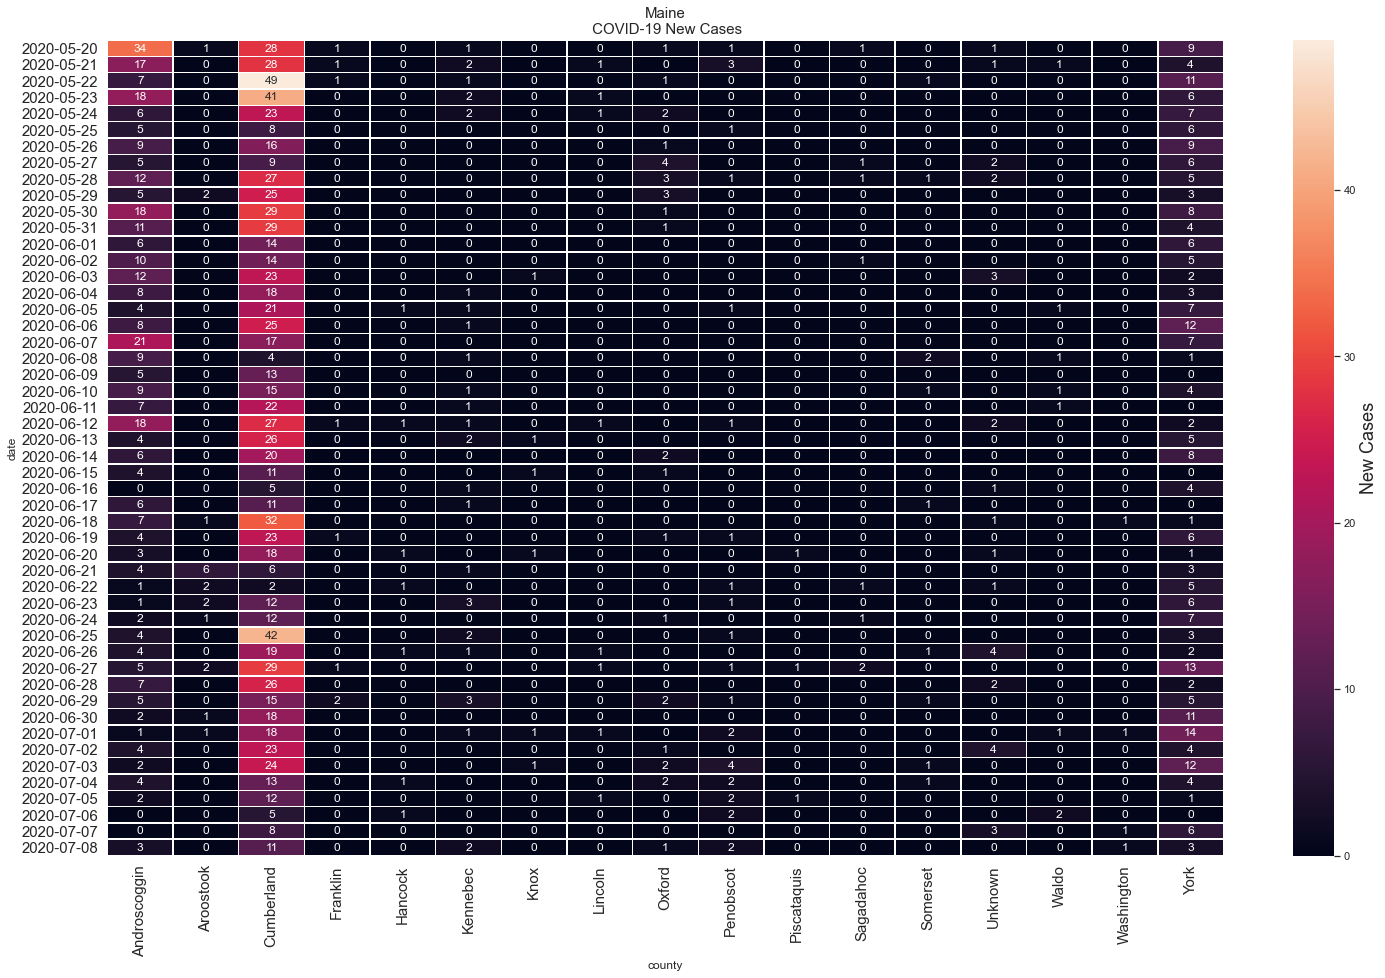 Maine
COVID-19 New Cases
2020-05-20 34 1 28 1 0 1 0 0 1 1 0 1 0 1 0 0 9
2020-05-21 17 0 28 1 0 2 0 1 0 3 0 0 0 1 1 0 4
2020-05-22 7 0 49 1 0 1 0 0 1 0 0 0 1 0 0 0 11
2020-05-23 18 0 41 0 0 2 0 1 0 0 0 0 0 0 0 0 6
2020-05-24 6 0 23 0 0 2 0 1 2 0 0 0 0 0 0 0 7
2020-05-25 5 0 8 0 0 0 0 0 0 1 0 0 0 0 0 0 6
2020-05-26 9 0 16 0 0 0 0 0 1 0 0 0 0 0 0 0 9
2020-05-27 5 0 9 0 0 0 0 0 4 0 0 1 0 2 0 0 6
2020-05-28 12 0 27 0 0 0 0 0 3 1 0 1 1 2 0 0 5
2020-05-29 5 2 25 0 0 0 0 0 3 0 0 0 0 0 0 0 3
2020-05-30 18 0 29 0 0 0 0 0 1 0 0 0 0 0 0 0 8
2020-05-31 11 0 29 0 0 0 0 0 1 0 0 0 0 0 0 0 4
2020-06-01 6 0 14 0 0 0 0 0 0 0 0 0 0 0 0 0 6
2020-06-02 10 0 14 0 0 0 0 0 0 0 0 1 0 0 0 0 5
2020-06-03 12 0 23 0 0 0 1 0 0 0 0 0 0 3 0 0 2
2020-06-04 8 0 18 0 0 1 0 0 0 0 0 0 0 0 0 0 3
2020-06-05 4 0 21 0 1 1 0 0 0 1 0 0 0 0 1 0 7
2020-06-06 8 0 25 0 0 1 0 0 0 0 0 0 0 0 0 0 12
2020-06-07 21 0 17 0 0 0 0 0 0 0 0 0 0 0 0 0 7
2020-06-08 9 0 4 0 0 1 0 0 0 0 0 0 2 0 1 0 1
2020-06-09 5 0 13 0 0 0 0 0 0 0 0 0 0 0 0 0 0
2020-06-10 9 0 15 0 0 1 0 0 0 0 0 0 1 0 1 0 4
2020-06-11 7 0 22 0 0 1 0 0 0 0 0 0 0 0 1 0 0
2020-06-12 18 0 27 1 1 1 0 1 0 1 0 0 0 2 0 0 2
2020-06-13 4 0 26 0 0 2 1 0 0 0 0 0 0 0 0 0 5
2020-06-14 6 0 20 0 0 0 0 0 2 0 0 0 0 0 0 0 8
2020-06-15 4 0 11 0 0 0 1 0 1 0 0 0 0 0 0 0 0
2020-06-16 0 0 5 0 0 1 0 0 0 0 0 0 0 1 0 0 4
2020-06-17 6 0 11 0 0 1 0 0 0 0 0 0 1 0 0 0 0
2020-06-18 7 1 32 0 0 0 0 0 0 0 0 0 0 1 0 1 1
2020-06-19 4 0 23 1 0 0 0 0 1 1 0 0 0 0 0 0 6
2020-06-20 3 0 18 0 1 0 1 0 0 0 1 0 0 1 0 0 1
2020-06-21 4 6 6 0 0 1 0 0 0 0 0 0 0 0 0 0 3
2020-06-22 1 2 2 0 1 0 0 0 0 1 0 1 0 1 0 0 5
2020-06-23 1 2 12 0 0 3 0 0 0 1 0 0 0 0 0 0 6
2020-06-24 2 1 12 0 0 0 0 0 1 0 0 1 0 0 0 0 7
2020-06-25 4 0 42 0 0 2 0 0 0 1 0 0 0 0 0 0 3
2020-06-26 4 0 19 0 1 1 0 1 0 0 0 0 1 4 0 0 2
2020-06-27 5 2 29 1 0 0 0 1 0 1 1 2 0 0 0 0 13
2020-06-28 7 0 26 0 0 0 0 0 0 0 0 0 0 2 0 0 2
2020-06-29 5 0 15 2 0 3 0 0 2 1 0 0 1 0 0 0 5
2020-06-30 2 1 18 0 0 0 0 0 0 0 0 0 0 0 0 0 11
2020-07-01 1 1 18 0 0 1 1 1 0 2 0 0 0 0 1 1 14
2020-07-02 4 0 23 0 0 0 0 0 1 0 0 0 0 4 0 0 4
2020-07-03 2 0 24 0 0 0 1 0 2 4 0 0 1 0 0 0 12
2020-07-04 4 0 13 0 1 0 0 0 2 2 0 0 1 0 0 0 4
2020-07-05 2 0 12 0 0 0 0 1 0 2 1 0 0 0 0 0 1
2020-07-06 0 0 5 0 1 0 0 0 0 2 0 0 0 0 2 0 0
2020-07-07 0 0 8 0 0 0 0 0 0 0 0 0 0 3 0 1 6
2020-07-08 3 0 11 0 0 2 0 0 1 2 0 0 0 0 0 1 3
date
Androscoggin Aroostook Cumberland Franklin Hancock Kennebec Knox Lincoln Oxford Penobscot Piscataquis Sagadahoc Somerset Unknown Waldo Washington York
county
40
30
20
10
0
New Cases